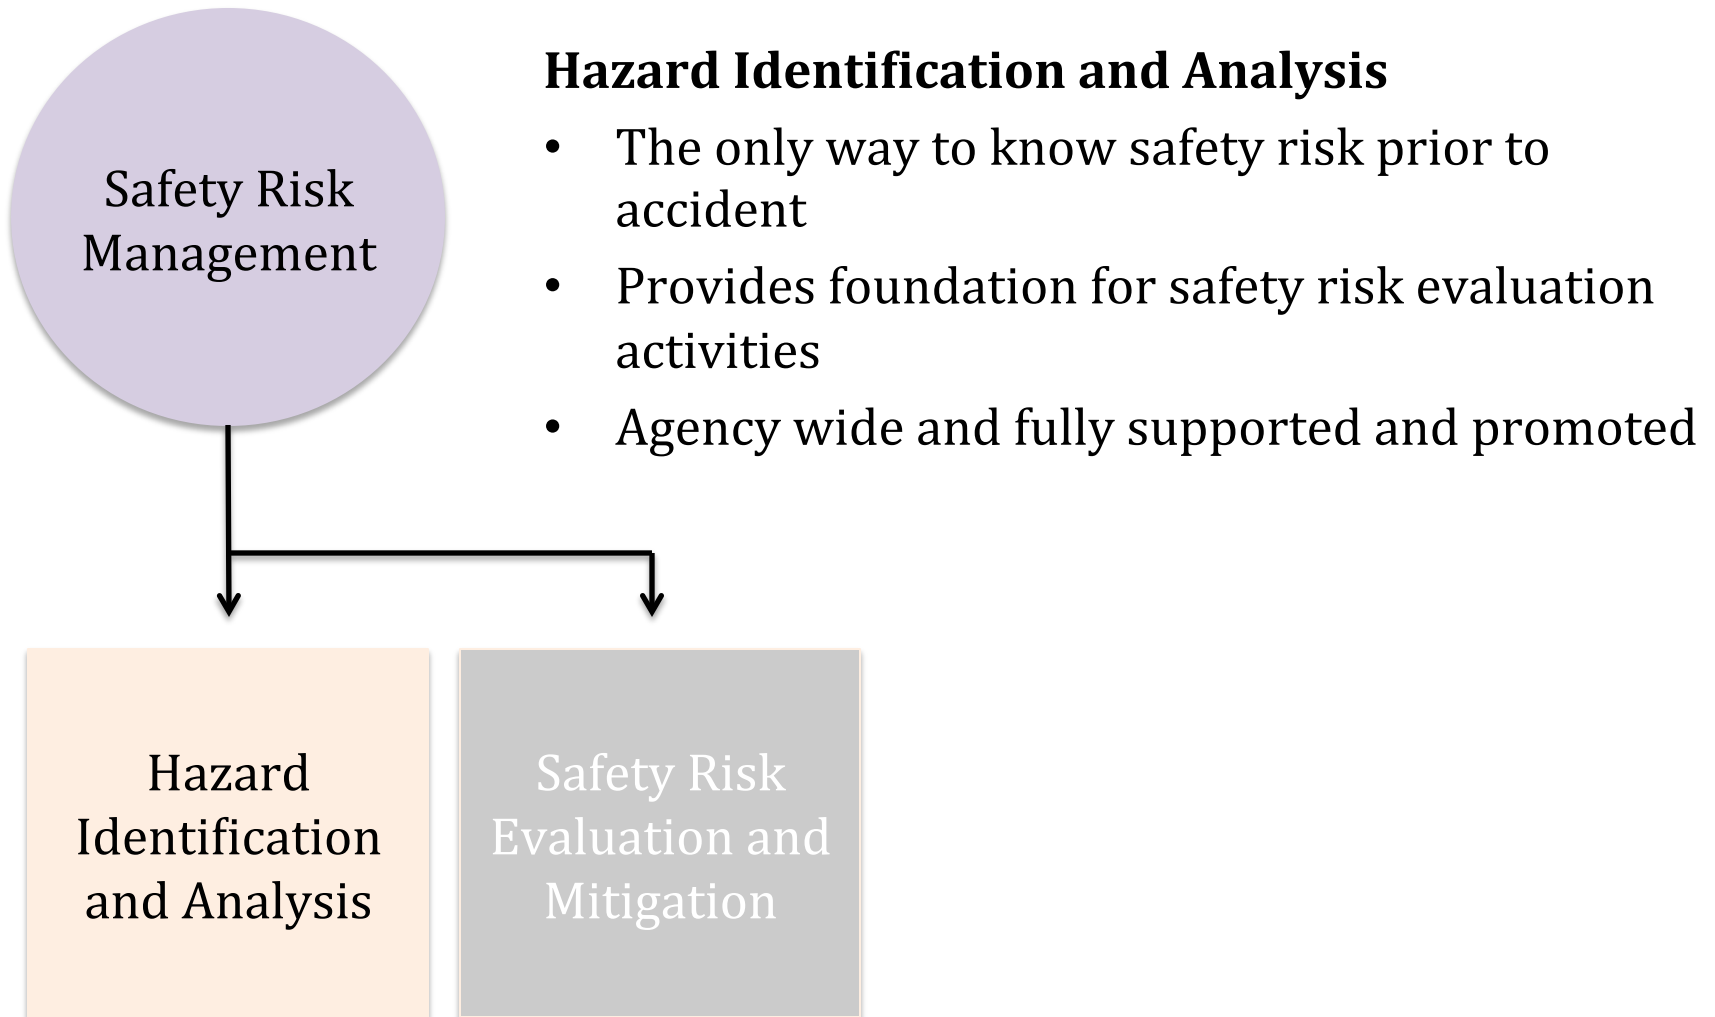 Safety Risk
Management
Hazard Identification and Analysis
• The only way to know safety risk prior to
accident
• Provides foundation for safety risk evaluation
activities
• Agency wide and fully supported and promoted
Hazard
Identification
and Analysis
Safety Risk
Evaluation and
Mitigation